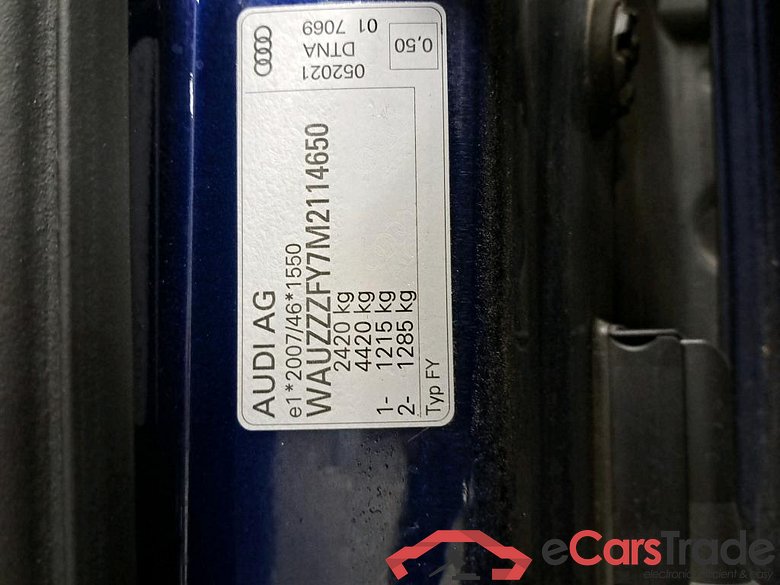 AUDI AG
e1*2007/46*1550
WAUZZZFY7M2114650
2420 kg
4420 kg
1- 1215 kg
2- 1285 kg
Typ FY
052021
DTNA
01 7069
0,50
eCarsTrade
electronic